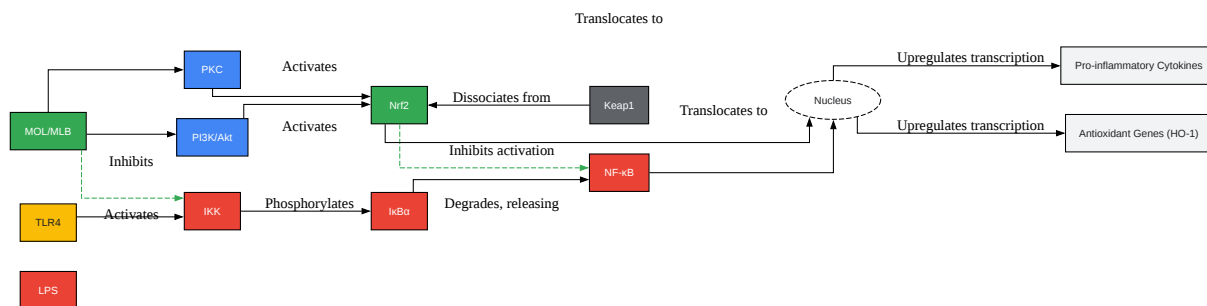 Translocates to
PKC
Activates
Upregulates transcription
Pro-inflammatory Cytokines
Nrf2
Dissociates from
Keap1
Translocates to
Nucleus
MOL/MLB
PI3K/Akt
Activates
Upregulates transcription
Antioxidant Genes (HO-1)
Inhibits
Inhibits activation
NF-κB
TLR4
Activates
IKK
Phosphorylates
IκBα
Degrades, releasing
LPS